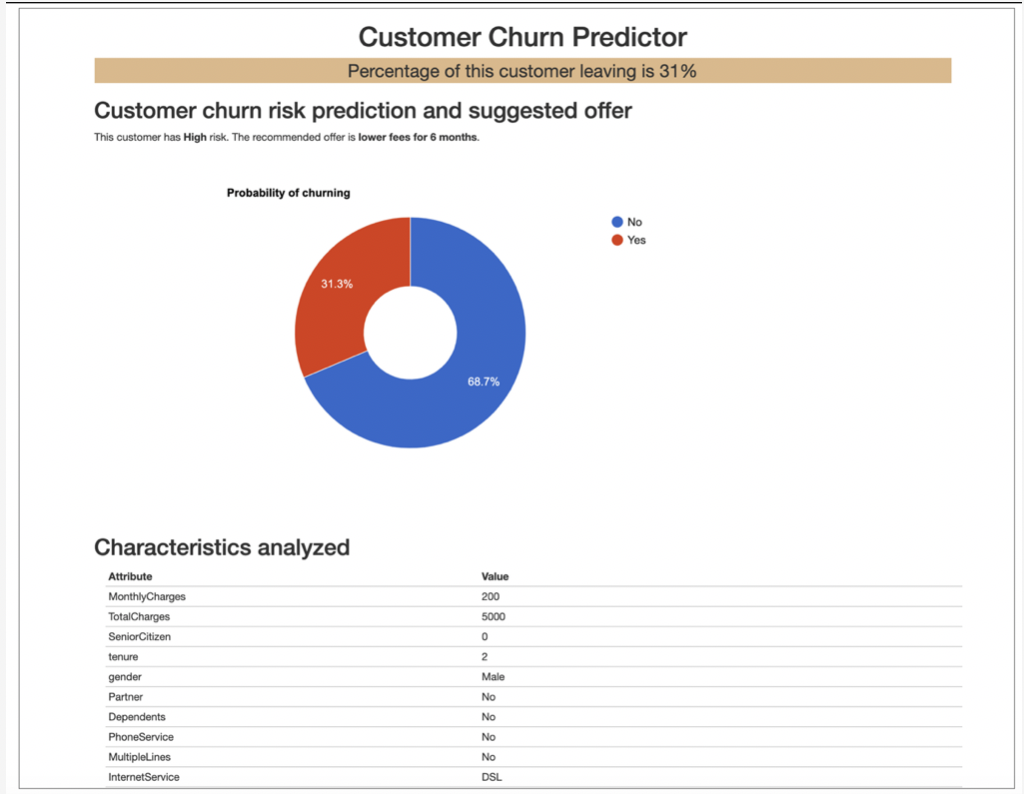 Customer Churn Predictor
Percentage of this customer leaving is 31%
Customer churn risk prediction and suggested offer
This customer has High risk. The recommended offer is lower fees for 6 months.
Probability of churning
No
Yes
31.3%
68.7%
Characteristics analyzed
Attribute Value
MonthlyCharges 200
TotalCharges 5000
SeniorCitizen 0
tenure 2
gender Male
Partner No
Dependents No
PhoneService No
MultipleLines No
InternetService DSL